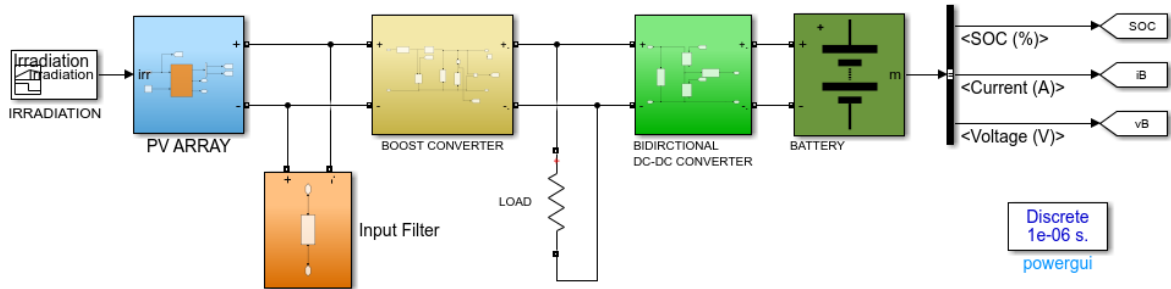 Irradiation
Irradiation
IRRADIATION
irr
+
-
PV ARRAY
+
-
Input Filter
+
-
+
-
BOOST CONVERTER
LOAD
+
+
-
+
-
BIDIRCTIONAL
DC-DC CONVERTER
+
-
+
m
BATTERY
<SOC (%)>
<Current (A)>
<Voltage (V)>
SOC
iB
vB
Discrete
1e-06 s.
powergui